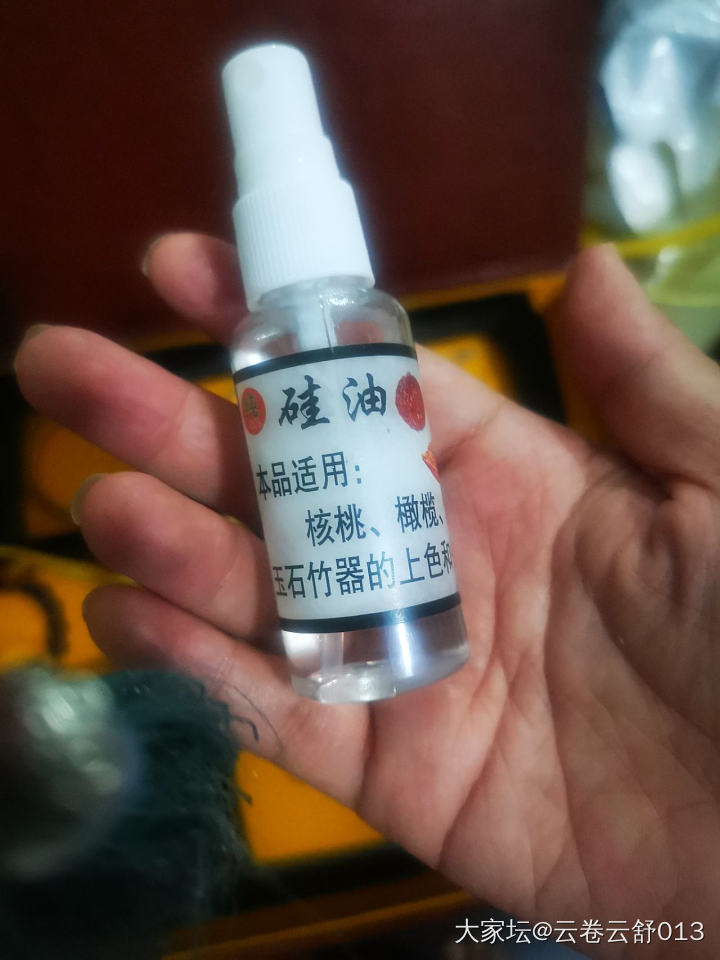 硅油
本品适用：
核桃、橄榄、
玉石竹器的上色和
大家坛@云卷云舒013